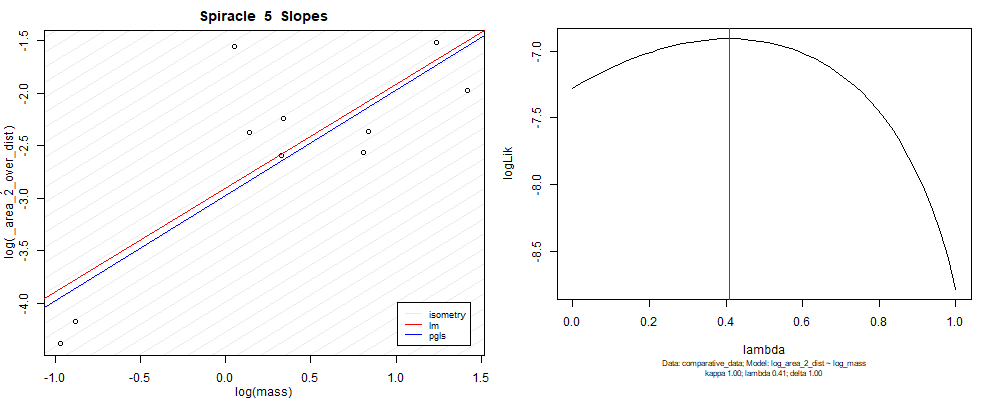 Spiracle 5 Slopes
log(_area_2_over_dist)
-1.5
-2.0
-2.5
-3.0
-3.5
-4.0
isometry
lm
pgls
-1.0 -0.5 0.0 0.5 1.0 1.5
log(mass)
logLik
-7.0
-7.5
-8.0
-8.5
0.0 0.2 0.4 0.6 0.8 1.0
lambda
Data: comparative_data; Model: log_area_2_dist ~ log_mass
kappa 1.00; lambda 0.41; delta 1.00